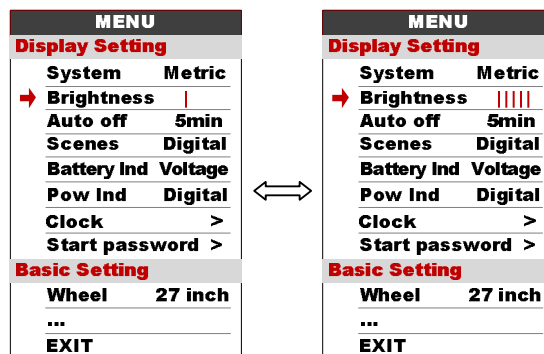 MENU
Display Setting
System Metric
Brightness |
Auto off 5min
Scenes Digital
Battery Ind Voltage
Pow Ind Digital
Clock >
Start password >
Basic Setting
Wheel 27 inch
...
EXIT
MENU
Display Setting
System Metric
Brightness |||||
Auto off 5min
Scenes Digital
Battery Ind Voltage
Pow Ind Digital
Clock >
Start password >
Basic Setting
Wheel 27 inch
...
EXIT